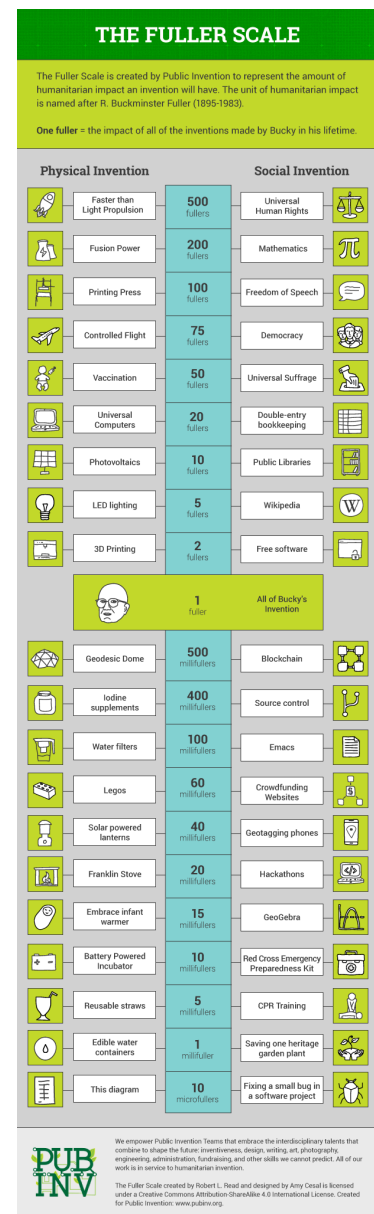 THE FULLER SCALE
The Fuller Scale is created by Public Invention to represent the amount of
humanitarian impact an invention will have. The unit of humanitarian impact
is named after R. Buckminster Fuller (1895-1983).
One fuller = the impact of all of the inventions made by Bucky in his lifetime.
Physical Invention
Social Invention
Faster than
Light Propulsion
500
fullers
Universal
Human Rights
Fusion Power
200
fullers
Mathematics
π
Printing Press
100
fullers
Freedom of Speech
Controlled Flight
75
fullers
Democracy
Vaccination
50
fullers
Universal Suffrage
Universal
Computers
20
fullers
Double-entry
bookkeeping
Photovoltaics
10
fullers
Public Libraries
LED lighting
5
fullers
Wikipedia
W
3D Printing
2
fullers
Free software
1
fuller
All of Bucky's
Invention
Geodesic Dome
500
millifullers
Blockchain
Iodine
supplements
400
millifullers
Source control
Water filters
100
millifullers
Emacs
Legos
60
millifullers
Crowdfunding
Websites
$
Solar powered
lanterns
40
millifullers
Geotagging phones
Franklin Stove
20
millifullers
Hackathons
</>
Embrace infant
warmer
15
millifullers
GeoGebra
Battery Powered
Incubator
10
millifullers
Red Cross Emergency
Preparedness Kit
Reusable straws
5
millifullers
CPR Training
Edible water
containers
1
millifuller
Saving one heritage
garden plant
This diagram
10
microfullers
Fixing a small bug in
a software project
PUB
INV
We empower Public Invention Teams that embrace the interdisciplinary talents that
combine to shape the future: inventiveness, design, writing, art, photography,
engineering, administration, fundraising, and other skills we cannot predict. All of our
work is in service to humanitarian invention.
The Fuller Scale created by Robert L. Read and designed by Amy Cesal is licensed
under a Creative Commons Attribution-ShareAlike 4.0 International License. Created
for Public Invention: www.pubinv.org.